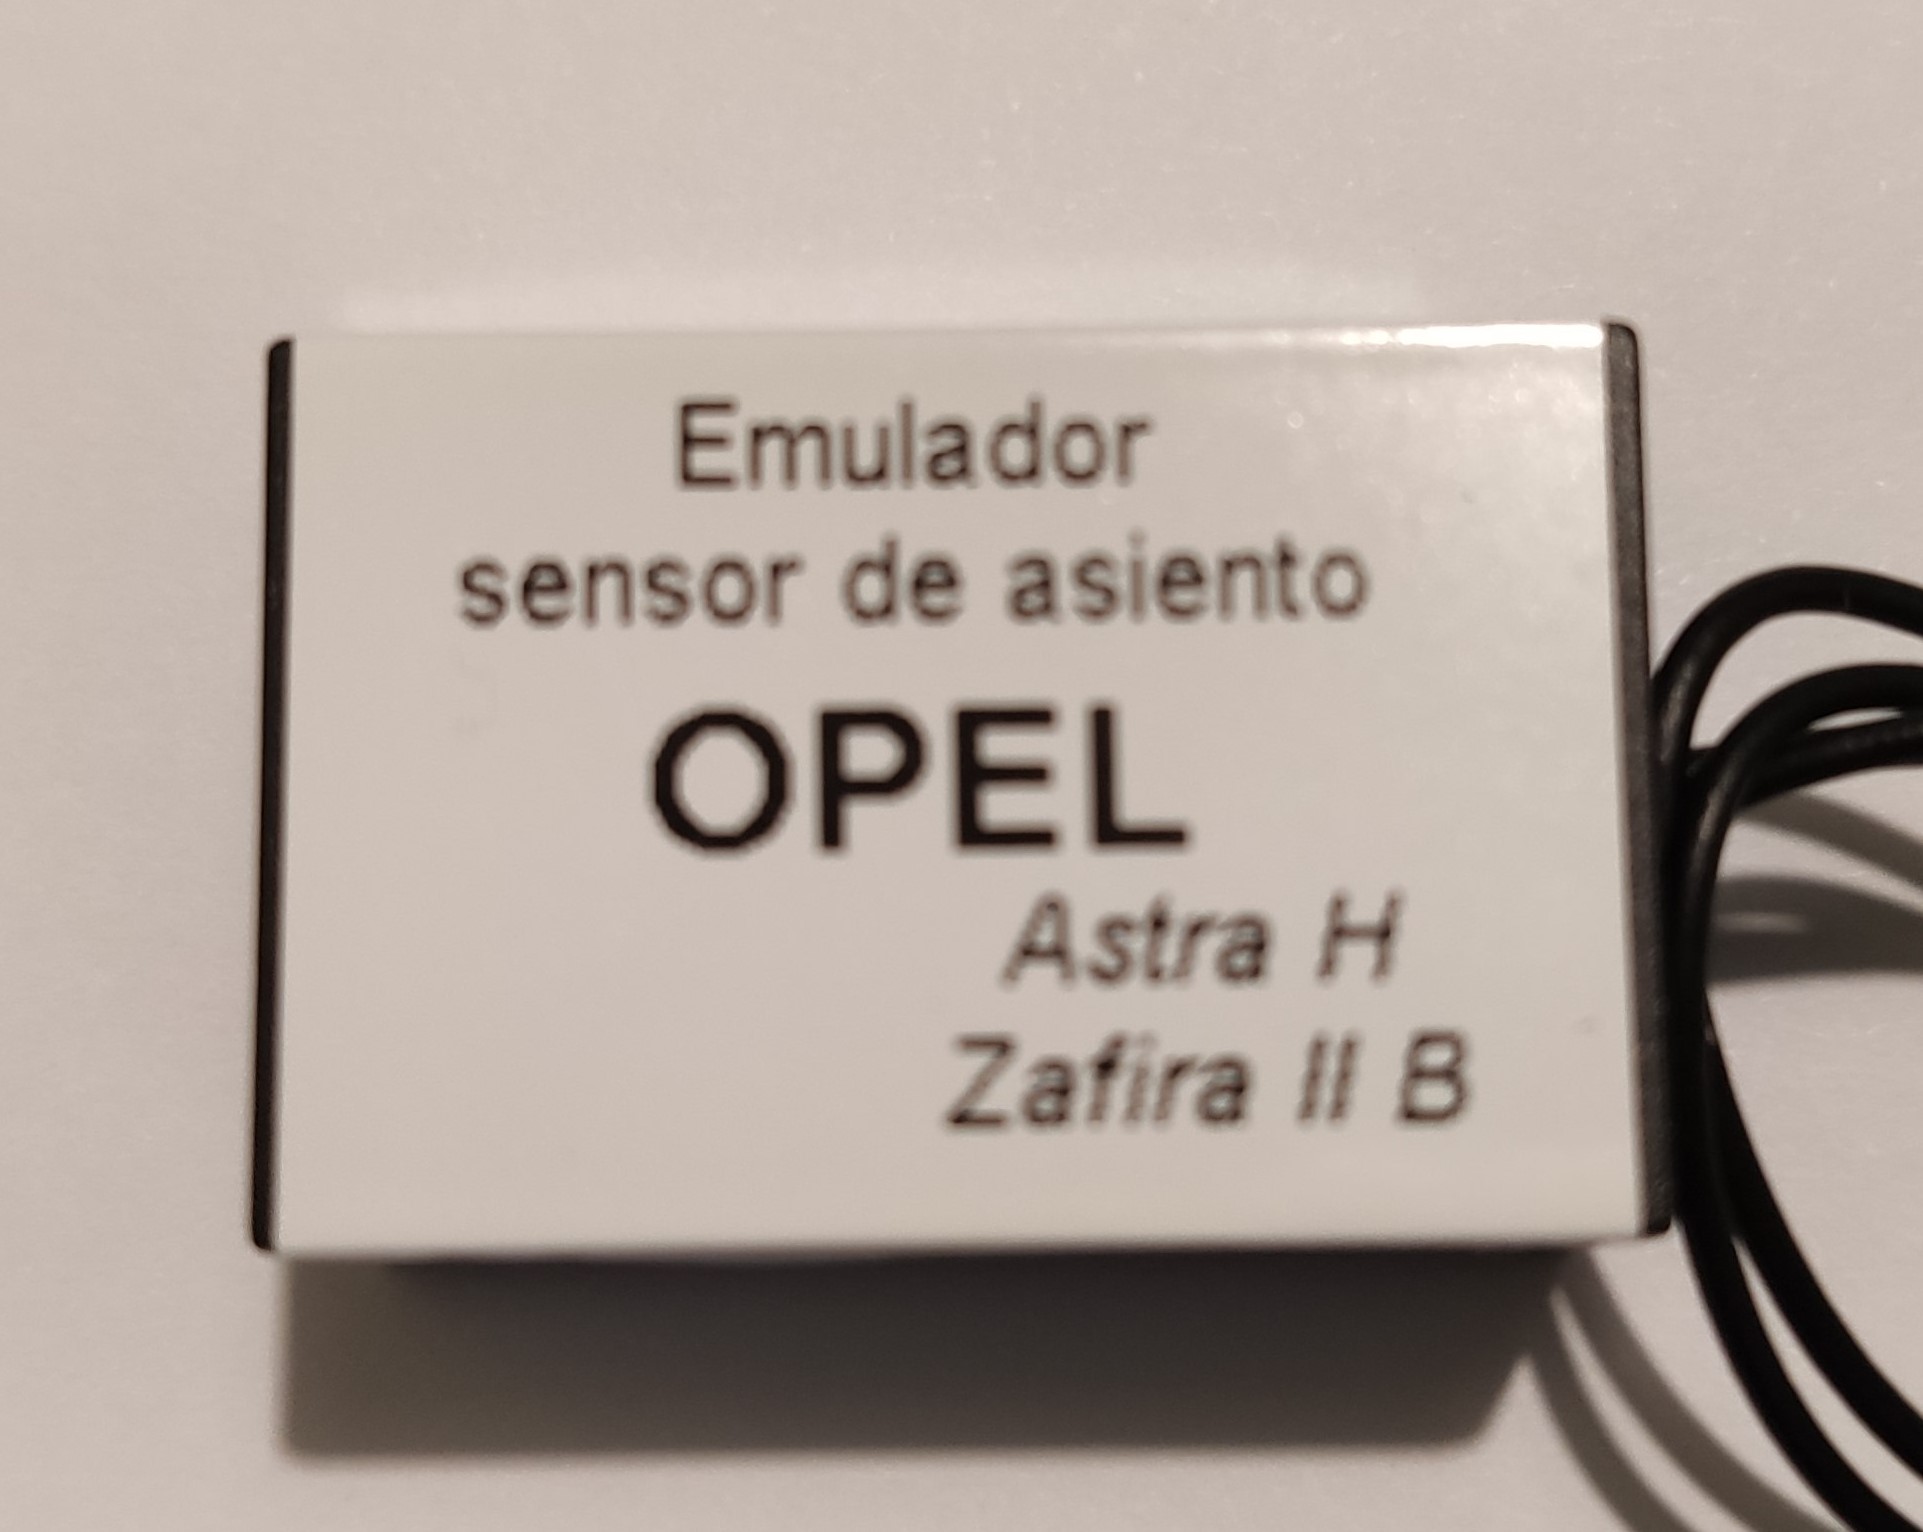 Emulador
sensor de asiento
OPEL
Astra H
Zafira II B